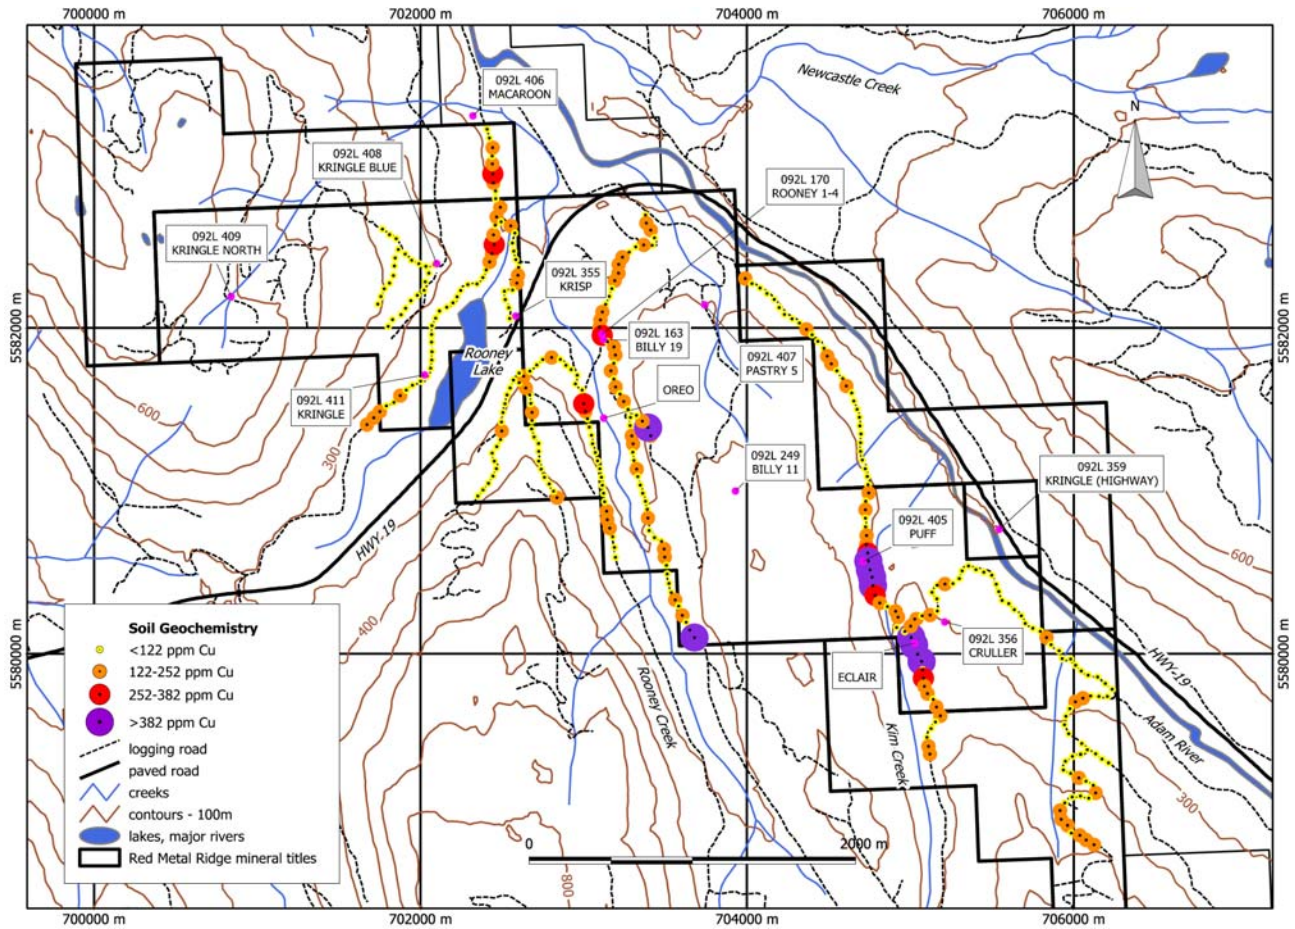 700000 m
702000 m
704000 m
706000 m
092L 406
MACAROON
Newcastle Creek
N
092L 408
KRINGLE BLUE
092L 170
ROONEY 1-4
092L 409
KRINGLE NORTH
092L 355
KRISP
5582000 m
5582000 m
092L 163
BILLY 19
Rooney
Lake
092L 407
PASTRY 5
OREO
092L 411
KRINGLE
600
300
092L 249
BILLY 11
092L 359
KRINGLE (HIGHWAY)
HWY-19
092L 405
PUFF
600
400
092L 356
CRULLER
ECLAIR
5580000 m
5580000 m
HWY-19
Rooney Creek
Kim Creek
Adam River
300
800
Soil Geochemistry
<122 ppm Cu
122-252 ppm Cu
252-382 ppm Cu
>382 ppm Cu
logging road
paved road
creeks
contours - 100m
lakes, major rivers
Red Metal Ridge mineral titles
0
2000 m
700000 m
702000 m
704000 m
706000 m